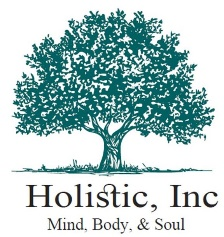 Holistic, Inc
Mind, Body, & Soul